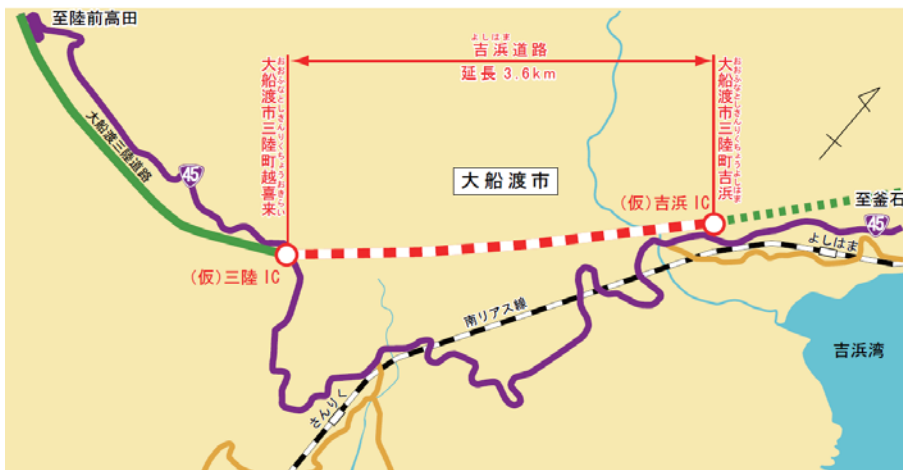 至陸前高田
よしはま
吉浜道路
延長 3.6km
大船渡市三陸町越喜来
おおふなとしさんりくちょうおきらい
大船渡市三陸町吉浜
おおふなとしさんりくちょうよしはま
大船渡三陸道路
45
大船渡市
(仮)吉浜 IC
至釜石
45
よしはま
(仮)三陸 IC
南リアス線
吉浜湾
さんりく